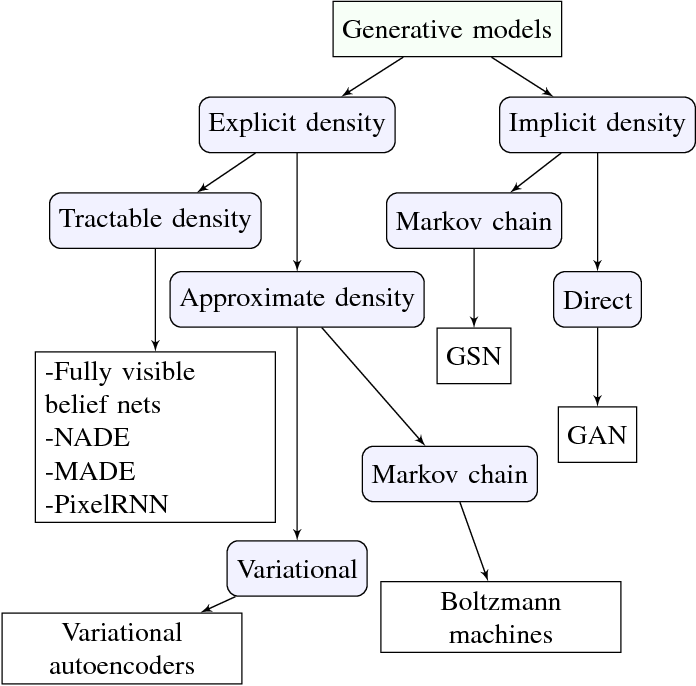 Generative models
Explicit density
Implicit density
Tractable density
Markov chain
Approximate density
Direct
GSN
-Fully visible
belief nets
-NADE
-MADE
-PixelRNN
GAN
Markov chain
Variational
Boltzmann
machines
Variational
autoencoders